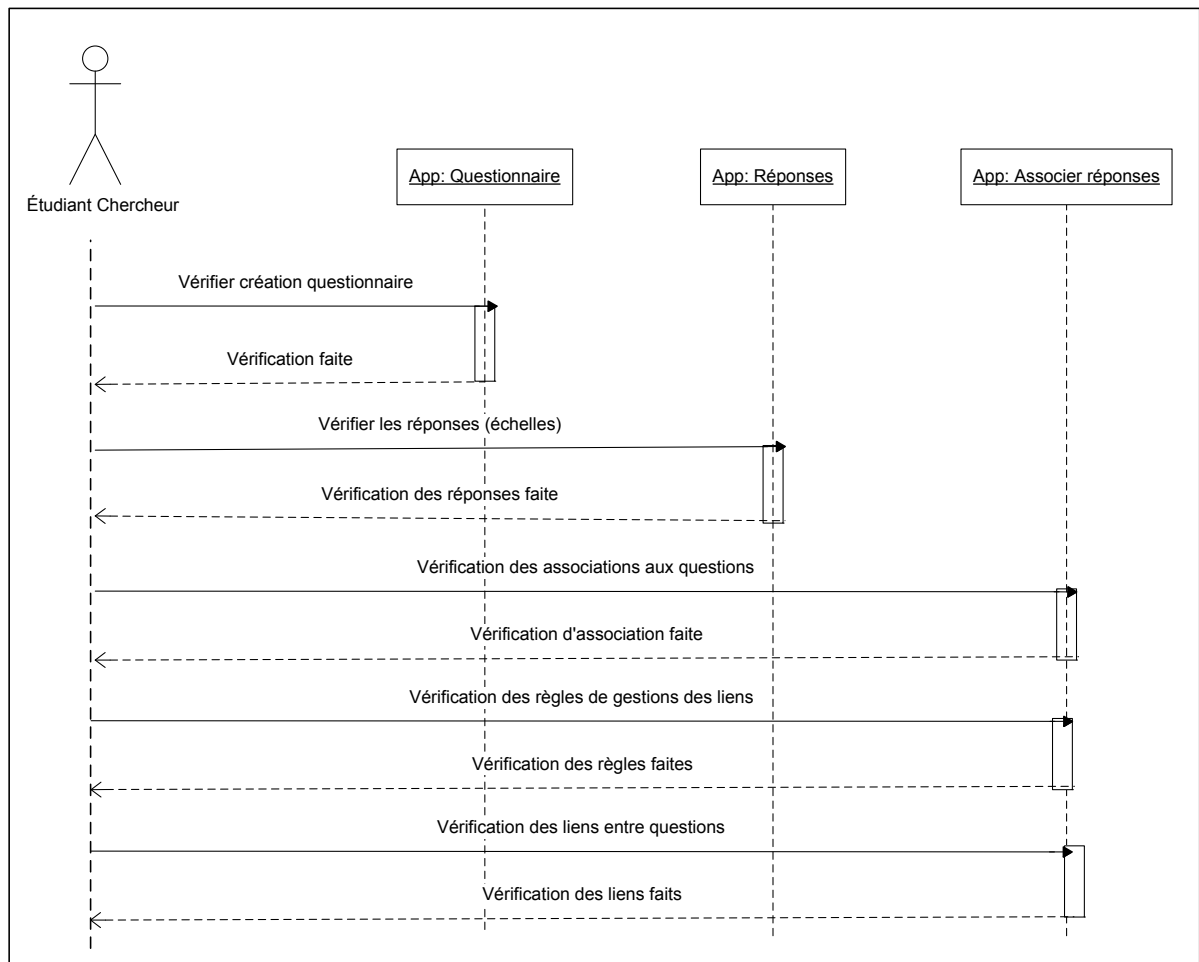 App: Questionnaire
App: Réponses
App: Associer réponses
Étudiant Chercheur
Vérifier création questionnaire
Vérification faite
Vérifier les réponses (échelles)
Vérification des réponses faite
Vérification des associations aux questions
Vérification d'association faite
Vérification des règles de gestions des liens
Vérification des règles faites
Vérification des liens entre questions
Vérification des liens faits